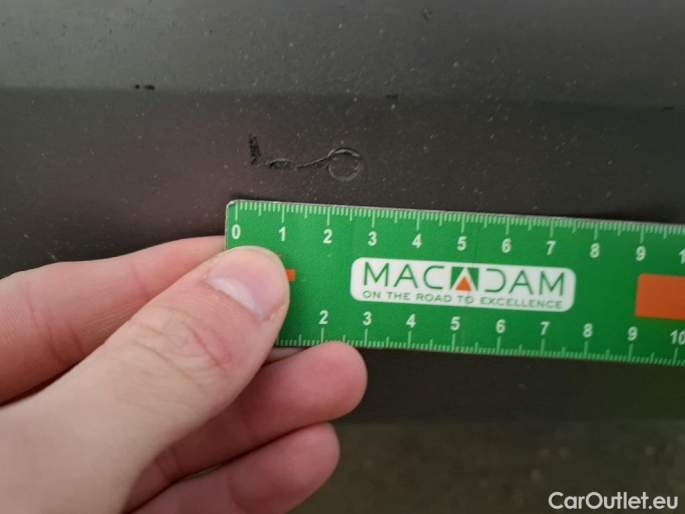 0 1 2 3 4 5 6 7 8 9 1
MACADAM
ON THE ROAD TO EXCELLENCE
2 3 4 5 6 7 8 9 10
CarOutlet.eu